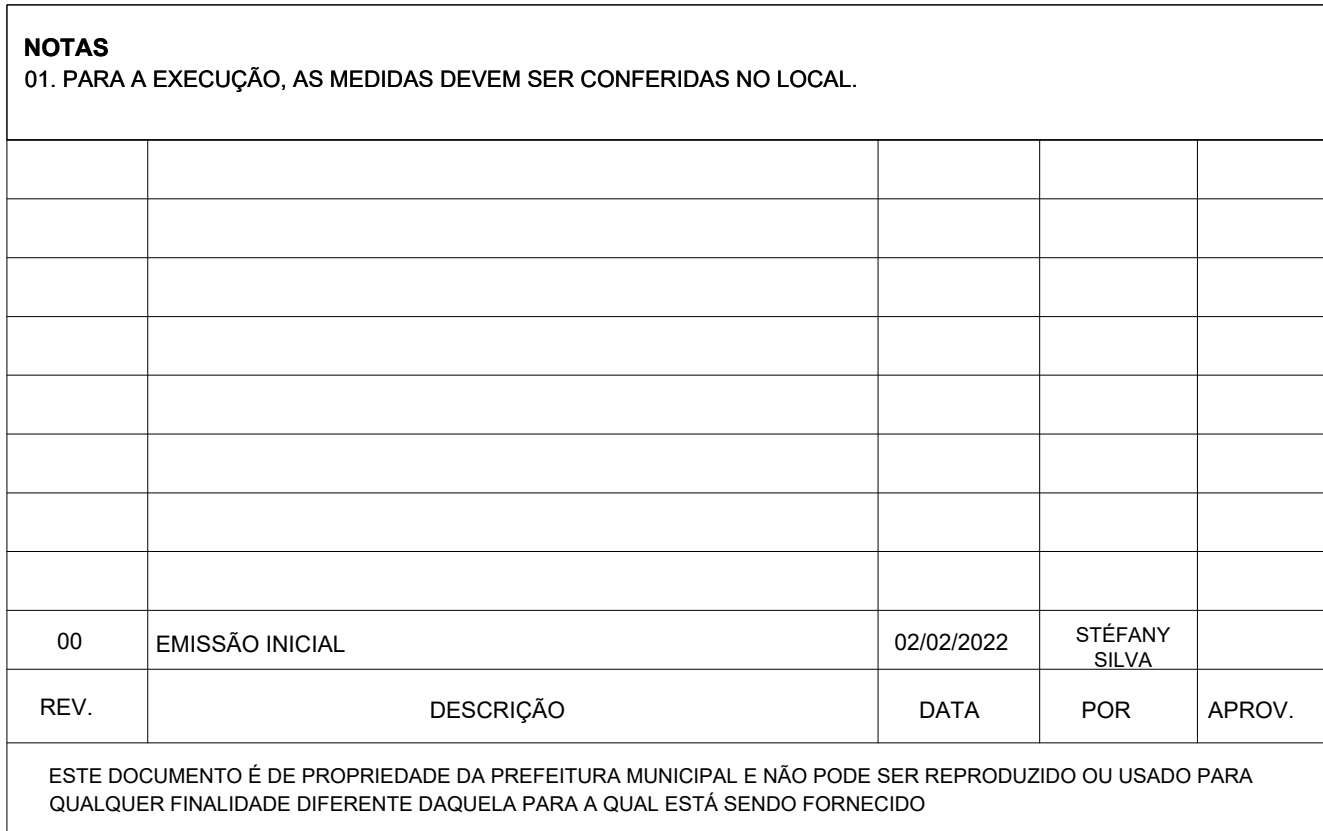 NOTAS
01. PARA A EXECUÇÃO, AS MEDIDAS DEVEM SER CONFERIDAS NO LOCAL.
00 EMISSÃO INICIAL 02/02/2022 STÉFANY
SILVA
REV. DESCRIÇÃO DATA POR APROV.
ESTE DOCUMENTO É DE PROPRIEDADE DA PREFEITURA MUNICIPAL E NÃO PODE SER REPRODUZIDO OU USADO PARA
QUALQUER FINALIDADE DIFERENTE DAQUELA PARA A QUAL ESTÁ SENDO FORNECIDO